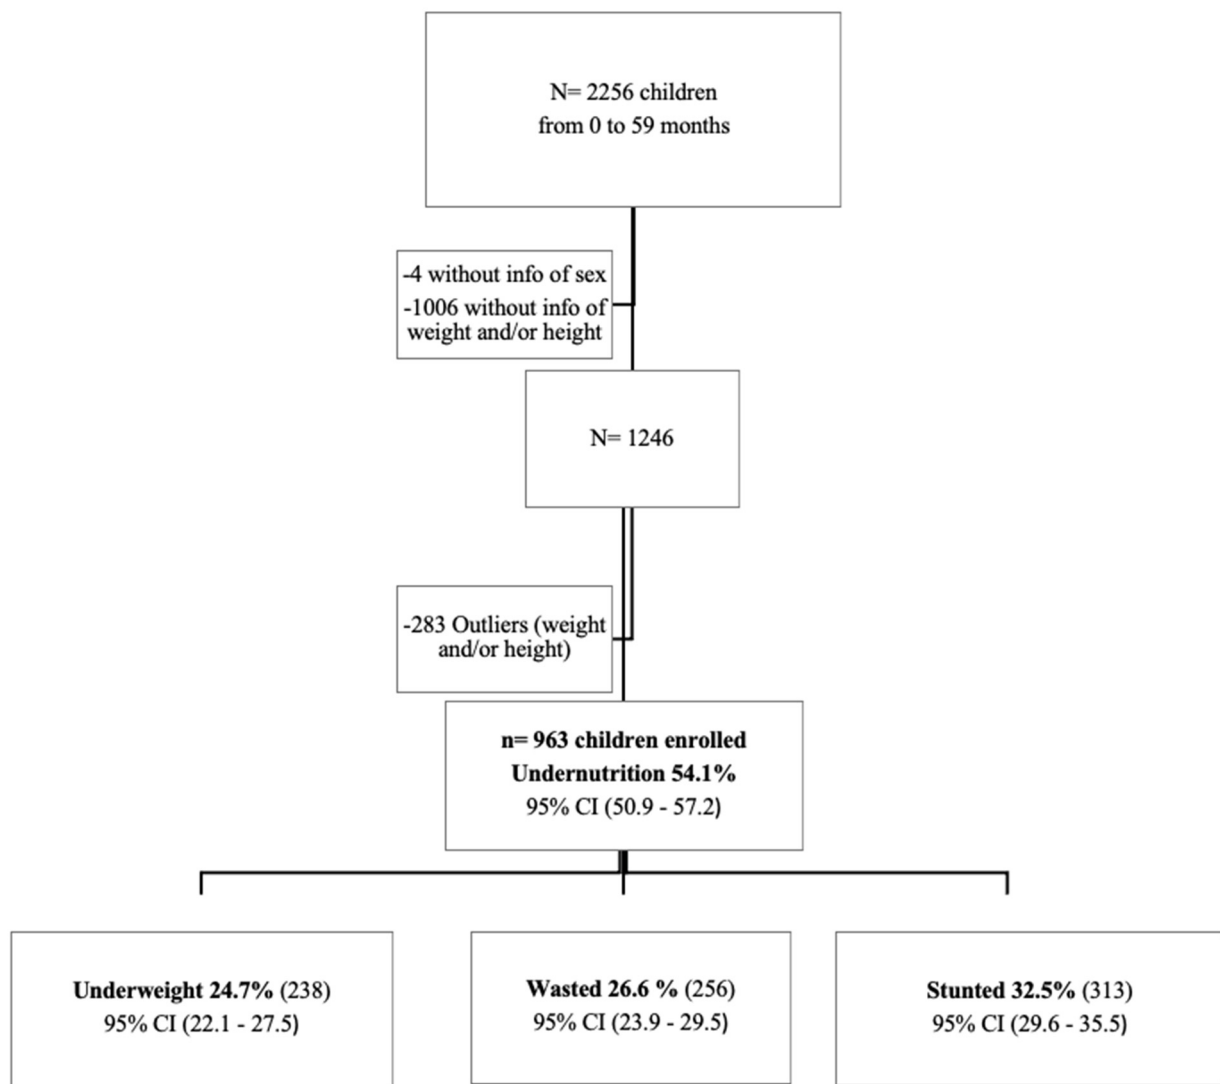 N= 2256 children
from 0 to 59 months
-4 without info of sex
-1006 without info of
weight and/or height
N= 1246
-283 Outliers (weight
and/or height)
n= 963 children enrolled
Undernutrition 54.1%
95% CI (50.9 - 57.2)
Underweight 24.7% (238)
95% CI (22.1 - 27.5)
Wasted 26.6 % (256)
95% CI (23.9 - 29.5)
Stunted 32.5% (313)
95% CI (29.6 - 35.5)